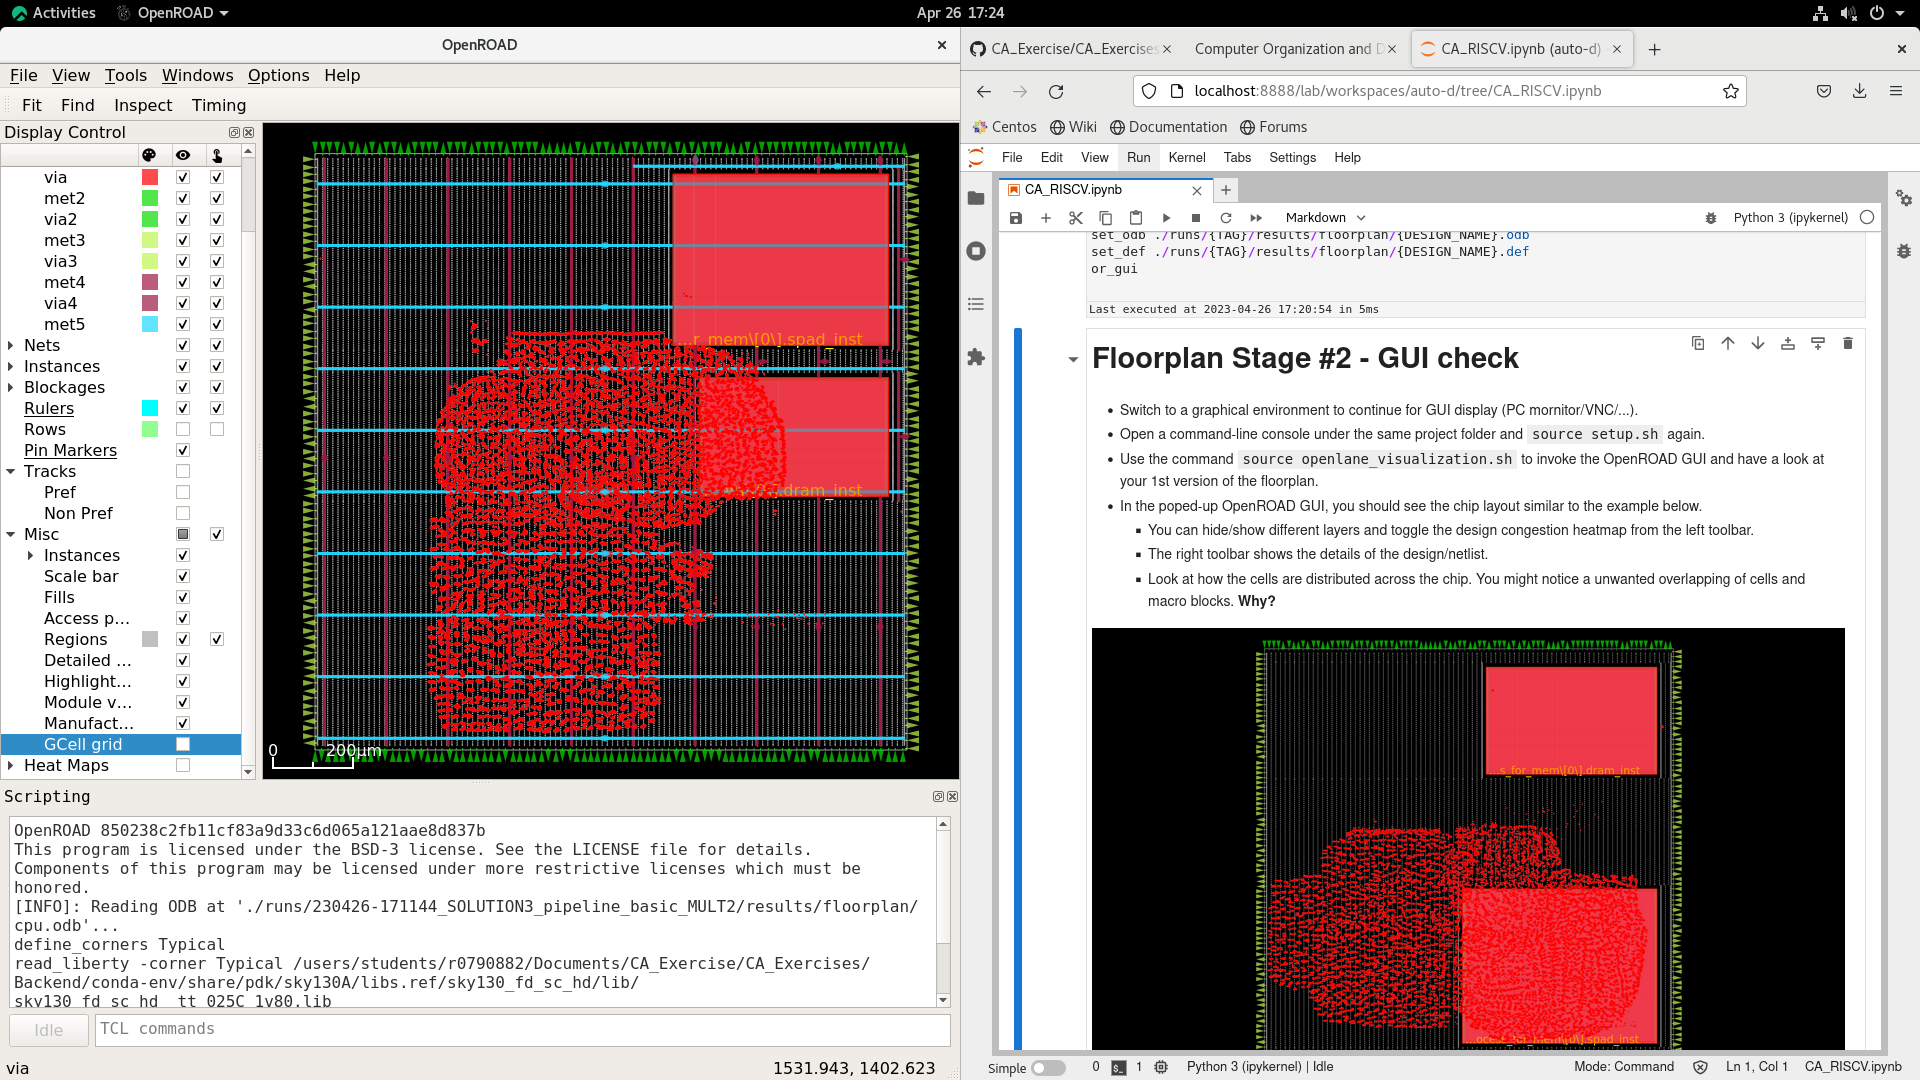 Activities
OpenROAD
Apr 26 17:24
OpenROAD
File View Tools Windows Options Help
Fit Find Inspect Timing
Display Control
via
met2
via2
met3
via3
met4
via4
met5
Nets
Instances
Blockages
Rulers
Rows
Pin Markers
Tracks
Pref
Non Pref
Misc
Instances
Scale bar
Fills
Access p...
Regions
Detailed ...
Highlight...
Module v...
Manufact...
GCell grid
Heat Maps
...r_mem\[0\].spad_inst
.dram_inst
0 200µm
Scripting
OpenROAD 850238c2fb11cf83a9d33c6d065a121aae8d837b
This program is licensed under the BSD-3 license. See the LICENSE file for details.
Components of this program may be licensed under more restrictive licenses which must be
honored.
[INFO]: Reading ODB at './runs/230426-171144_SOLUTION3_pipeline_basic_MULT2/results/floorplan/
cpu.odb'...
define_corners Typical
read_liberty -corner Typical /users/students/r0790882/Documents/CA_Exercise/CA_Exercises/
Backend/conda-env/share/pdk/sky130A/libs.ref/sky130_fd_sc_hd/lib/
sky130_fd_sc_hd__tt_025C_1v80.lib
Idle
TCL commands
via
1531.943, 1402.623
CA_Exercise/CA_Exercises
Computer Organization and D
CA_RISCV.ipynb (auto-d)
localhost:8888/lab/workspaces/auto-d/tree/CA_RISCV.ipynb
Centos Wiki Documentation Forums
File Edit View Run Kernel Tabs Settings Help
CA_RISCV.ipynb
Markdown
Python 3 (ipykernel)
set_odb ./runs/{TAG}/results/floorplan/{DESIGN_NAME}.odb
set_def ./runs/{TAG}/results/floorplan/{DESIGN_NAME}.def
or_gui
Last executed at 2023-04-26 17:20:54 in 5ms
Floorplan Stage #2 - GUI check
• Switch to a graphical environment to continue for GUI display (PC mornitor/VNC/...).
• Open a command-line console under the same project folder and source setup.sh again.
• Use the command source openlane_visualization.sh to invoke the OpenROAD GUI and have a look at
your 1st version of the floorplan.
• In the poped-up OpenROAD GUI, you should see the chip layout similar to the example below.
▪ You can hide/show different layers and toggle the design congestion heatmap from the left toolbar.
▪ The right toolbar shows the details of the design/netlist.
▪ Look at how the cells are distributed across the chip. You might notice a unwanted overlapping of cells and
macro blocks. Why?
s_for_mem\[0\].dram_inst
Simple
0
1
Python 3 (ipykernel) | Idle
Mode: Command
Ln 1, Col 1
CA_RISCV.ipynb